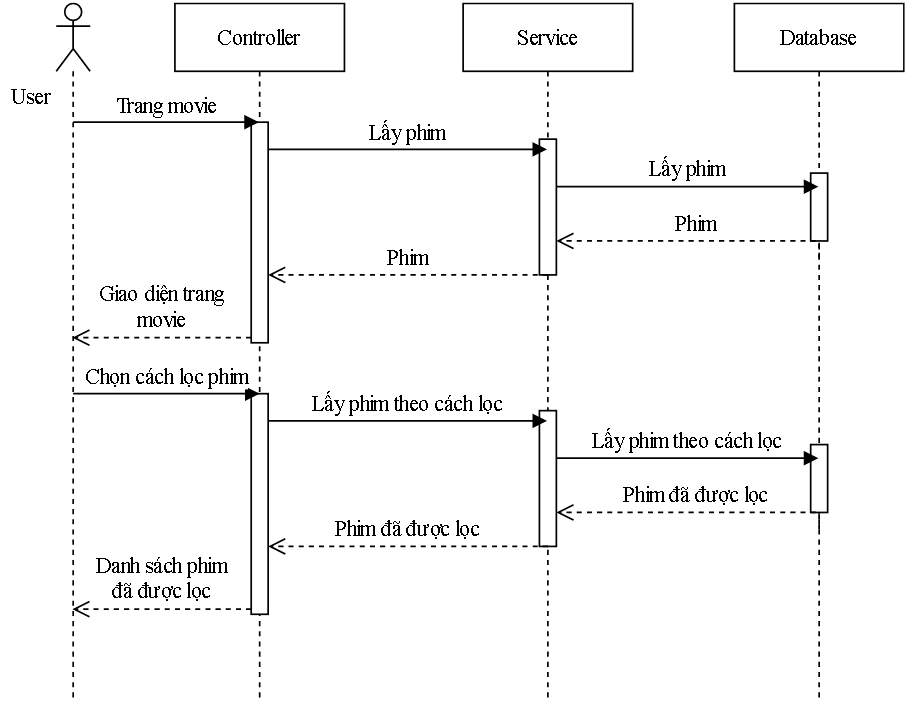 Controller
Service
Database
User
Trang movie
Lấy phim
Lấy phim
Phim
Phim
Giao diện trang
movie
Chọn cách lọc phim
Lấy phim theo cách lọc
Lấy phim theo cách lọc
Phim đã được lọc
Phim đã được lọc
Danh sách phim
đã được lọc